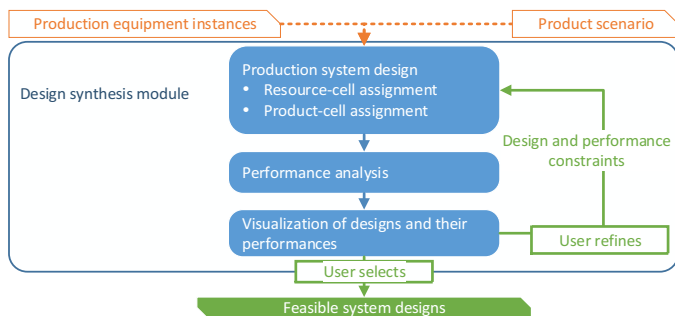 Production equipment instances
Product scenario
Design synthesis module
Production system design
• Resource-cell assignment
• Product-cell assignment
Design and performance
constraints
Performance analysis
Visualization of designs and their
performances
User refines
User selects
Feasible system designs